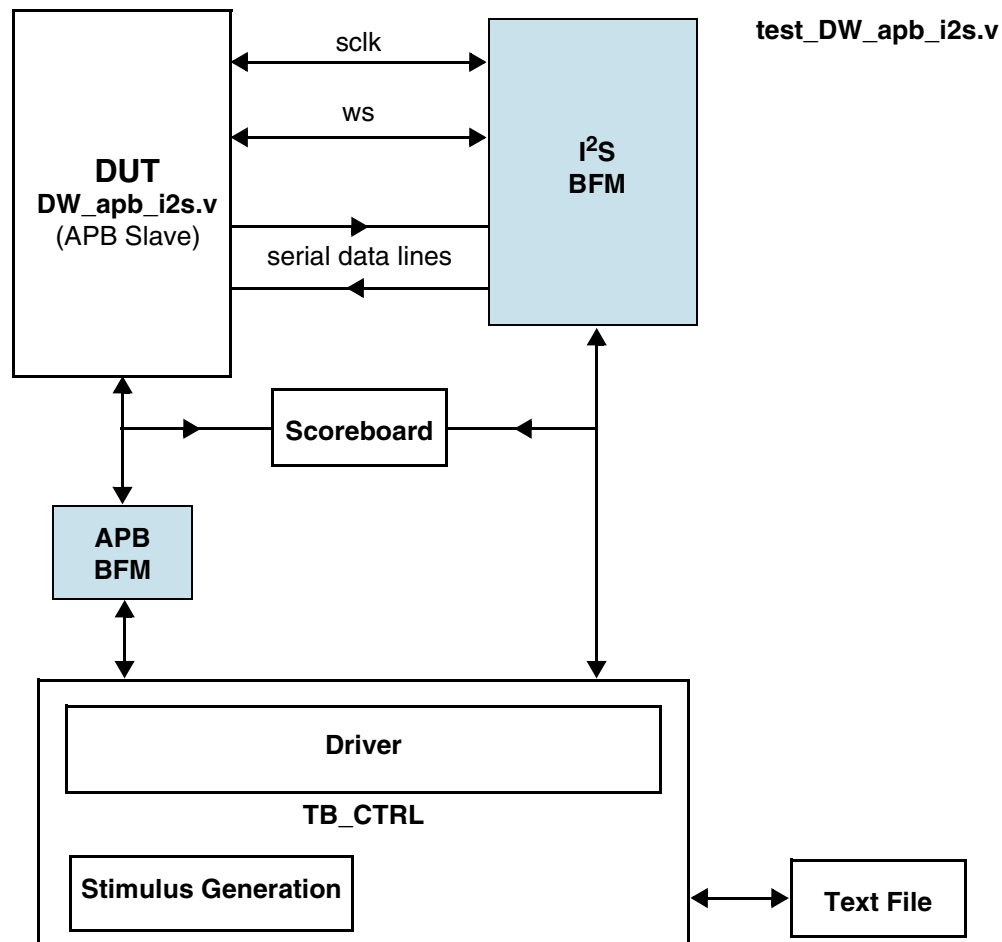 test_DW_apb_i2s.v
sclk
ws
DUT
DW_apb_i2s.v
(APB Slave)
I²S
BFM
serial data lines
Scoreboard
APB
BFM
Driver
TB_CTRL
Stimulus Generation
Text File